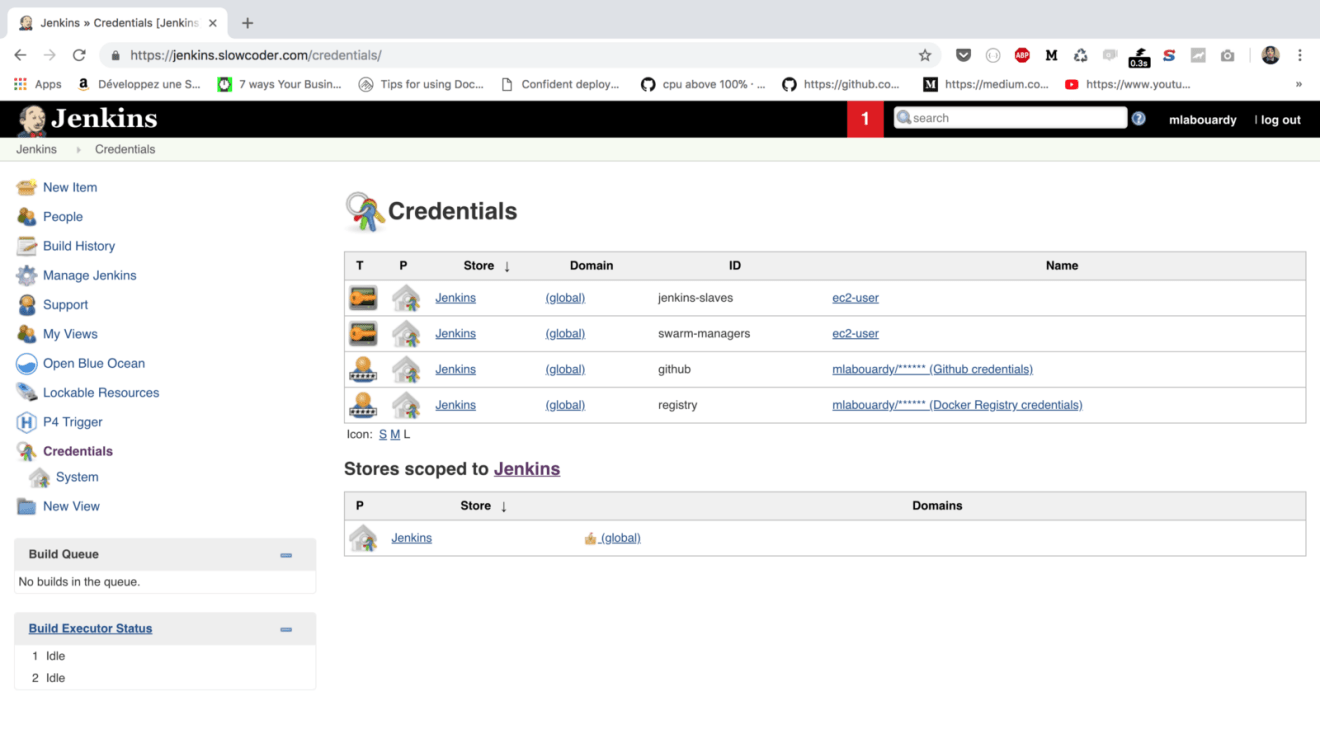 Jenkins » Credentials [Jenkins
https://jenkins.slowcoder.com/credentials/
ABP M 0.3s S
Apps a Développez une S... 7 ways Your Busin... Tips for using Doc... Confident deploy... cpu above 100% · ... https://github.co... M https://medium.co... https://www.youtu... »
Jenkins 1 search ? mlabouardy | log out
Jenkins Credentials
New Item
People
Build History
Manage Jenkins
Support
My Views
Open Blue Ocean
Lockable Resources
H P4 Trigger
Credentials
System
New View
Build Queue
No builds in the queue.
Build Executor Status
1 Idle
2 Idle
Credentials
T P Store ↓ Domain ID Name
Jenkins (global) jenkins-slaves ec2-user
Jenkins (global) swarm-managers ec2-user
Jenkins (global) github mlabouardy/****** (Github credentials)
Jenkins (global) registry mlabouardy/****** (Docker Registry credentials)
Icon: S M L
Stores scoped to Jenkins
P Store ↓ Domains
Jenkins (global)